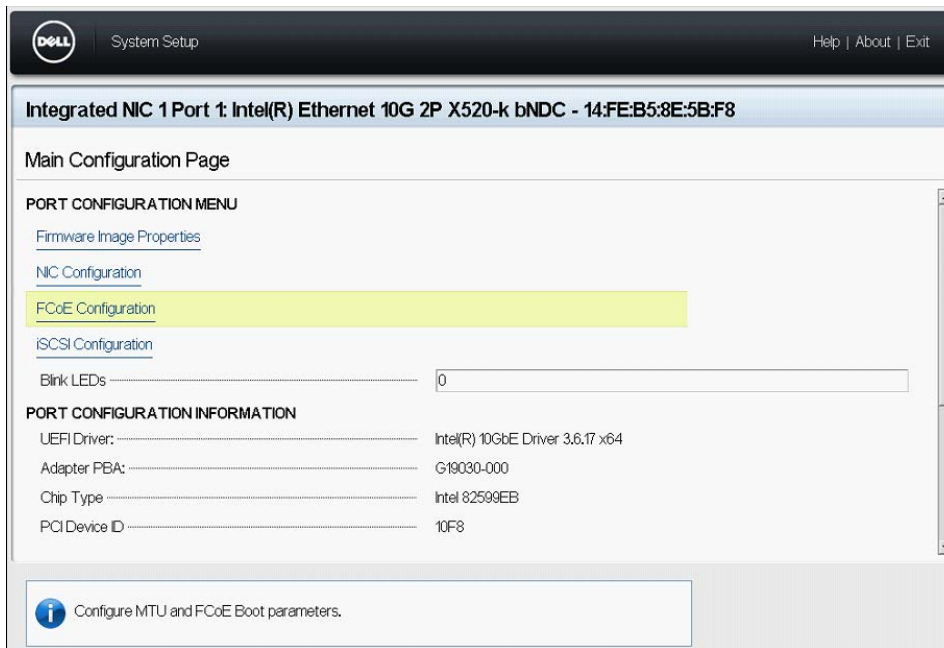 DELL
System Setup
Help | About | Exit
Integrated NIC 1 Port 1: Intel(R) Ethernet 10G 2P X520-k bNDC - 14:FE:B5:8E:5B:F8
Main Configuration Page
PORT CONFIGURATION MENU
Firmware Image Properties
NIC Configuration
FCoE Configuration
iSCSI Configuration
Blink LEDs 0
PORT CONFIGURATION INFORMATION
UEFI Driver: Intel(R) 10GbE Driver 3.6.17 x64
Adapter PBA: G19030-000
Chip Type Intel 82599EB
PCI Device ID 10F8
Configure MTU and FCoE Boot parameters.